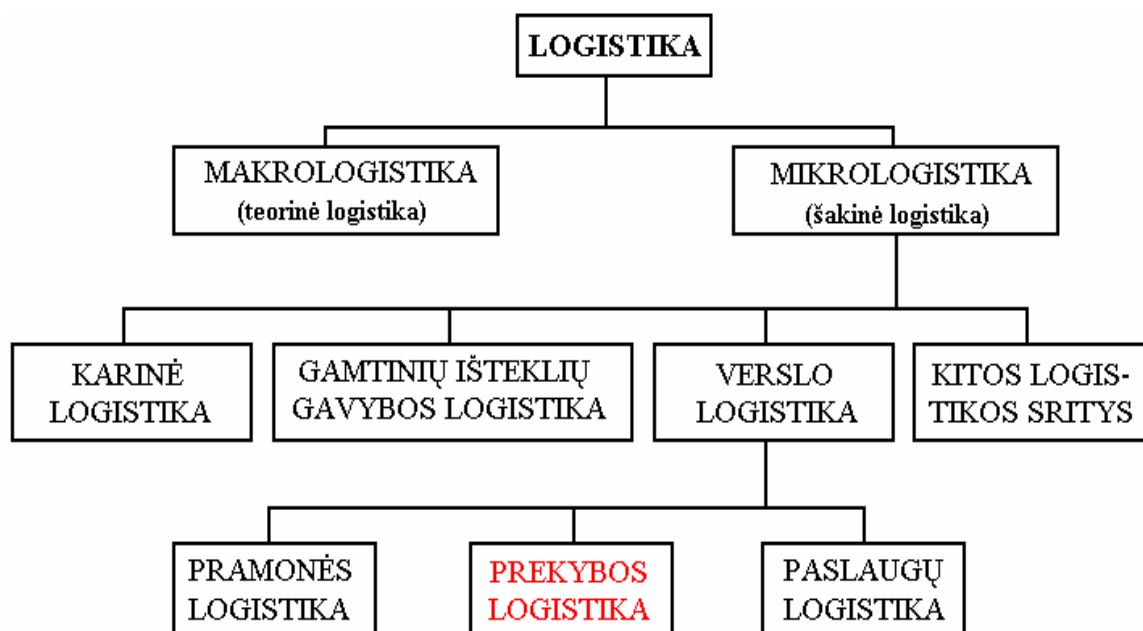 LOGISTIKA
MAKROLOGISTIKA
(teorinė logistika)
MIKROLOGISTIKA
(šakinė logistika)
KARINĖ
LOGISTIKA
GAMTINIŲ IŠTEKLIŲ
GAVYBOS LOGISTIKA
VERSLO
LOGISTIKA
KITOS LOGIS-
TIKOS SRITYS
PRAMONĖS
LOGISTIKA
PREKYBOS
LOGISTIKA
PASLAUGŲ
LOGISTIKA